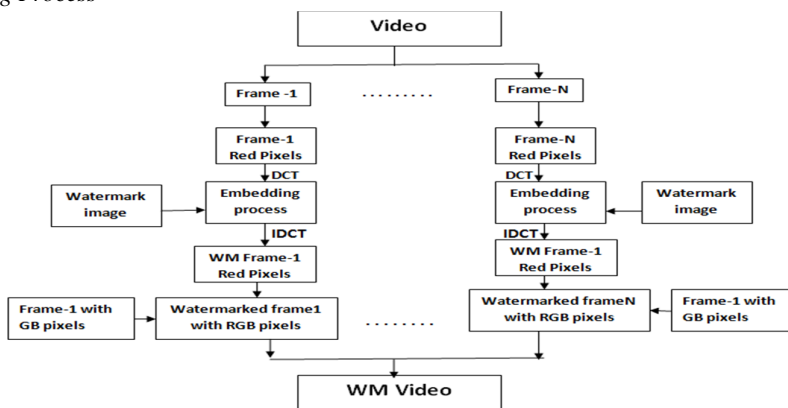 g Process
Video
Frame -1
.........
Frame-N
Frame-1
Red Pixels
Frame-N
Red Pixels
DCT
DCT
Watermark
image
Embedding
process
Embedding
process
Watermark
image
IDCT
IDCT
WM Frame-1
Red Pixels
WM Frame-1
Red Pixels
Frame-1 with
GB pixels
Watermarked frame1
with RGB pixels
........
Watermarked frameN
with RGB pixels
Frame-1 with
GB pixels
WM Video